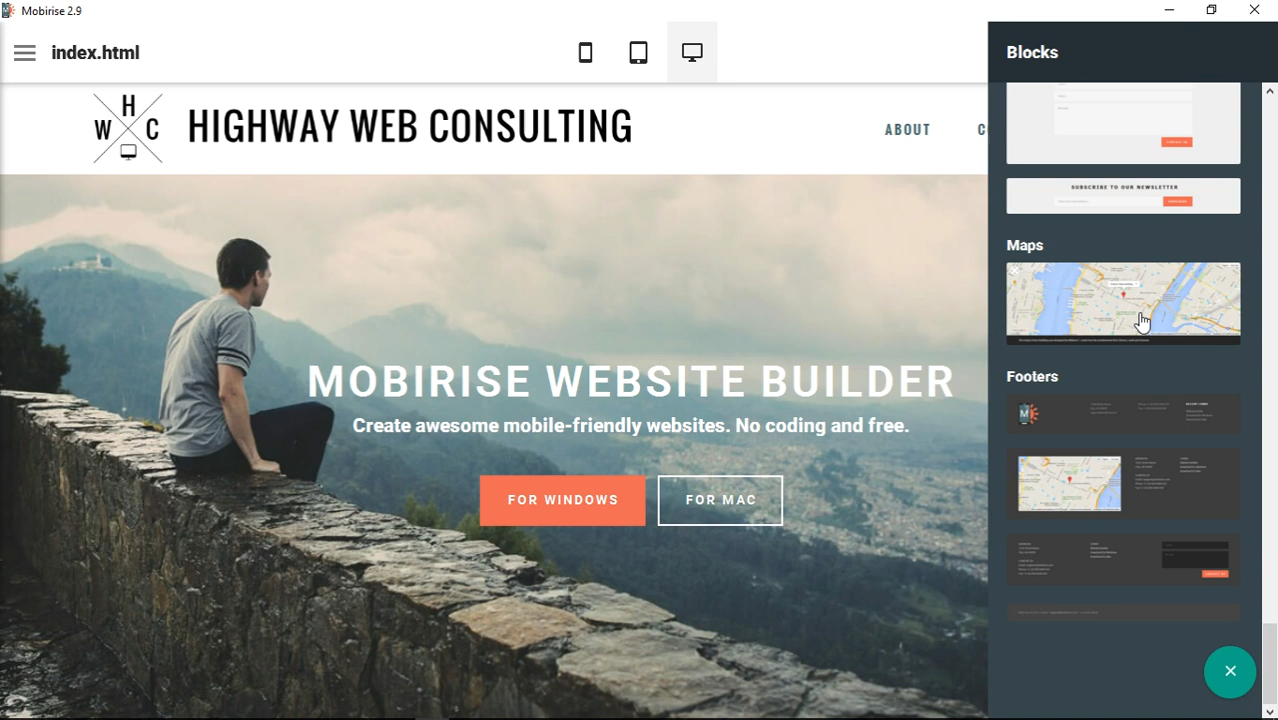 Mobirise 2.9
index.html
Blocks
H
W C
HIGHWAY WEB CONSULTING
ABOUT
C
SUBSCRIBE TO OUR NEWSLETTER
Maps
MOBIRISE WEBSITE BUILDER
Create awesome mobile-friendly websites. No coding and free.
FOR WINDOWS
FOR MAC
Footers
M